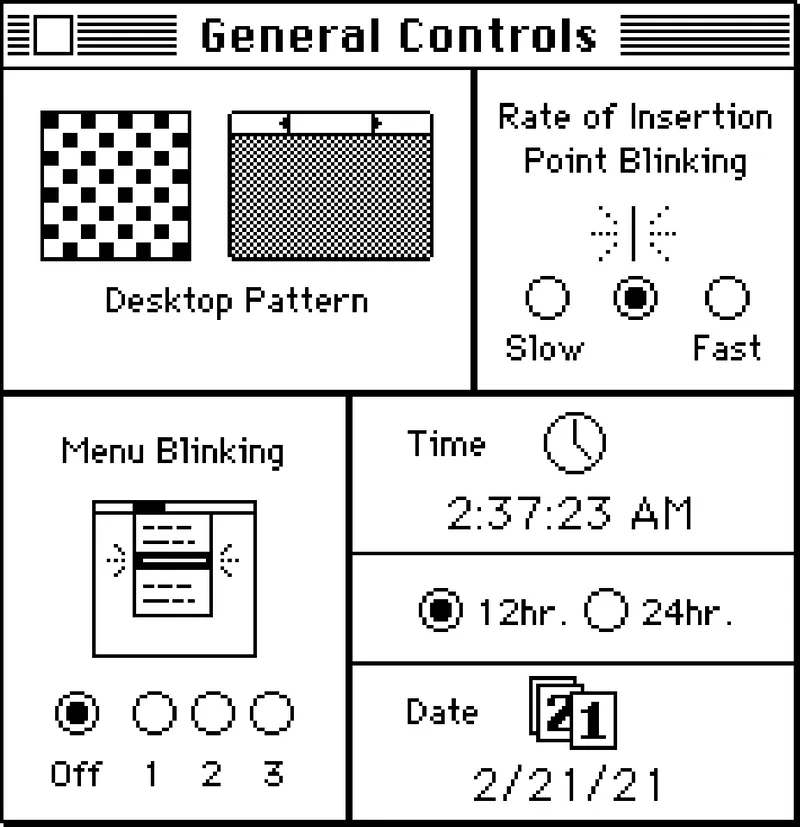 General Controls
Rate of Insertion
Point Blinking
Desktop Pattern
Slow Fast
Menu Blinking
Off 1 2 3
Time
2:37:23 AM
12hr. 24hr.
Date
21
2/21/21